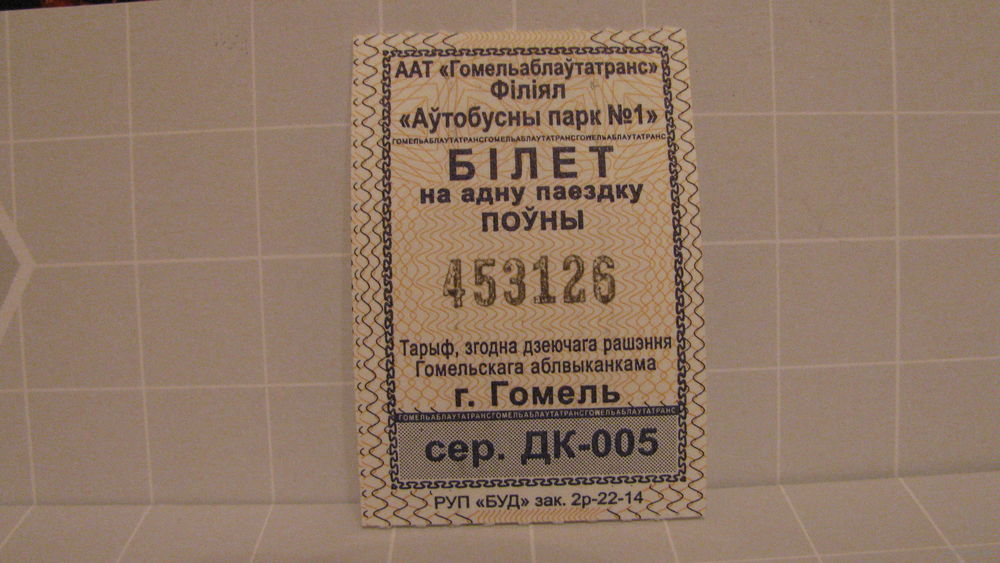 ААТ «Гомельаблаўтатранс»
Філіял
«Аўтобусны парк №1»
ГОМЕЛЬАБЛАУТАТРАНСГОМЕЛЬАБЛАУТАТРАНСГОМЕЛЬАБЛАУТАТРАНС
БІЛЕТ
на адну паездку
ПОЎНЫ
453126
Тарыф, згодна дзеючага рашэння
Гомельскага аблвыканкама
г. Гомель
ГОМЕЛЬАБЛАУТАТРАНСГОМЕЛЬАБЛАУТАТРАНСГОМЕЛЬАБЛАУТАТРАНС
сер. ДК-005
РУП «БУД» зак. 2р-22-14